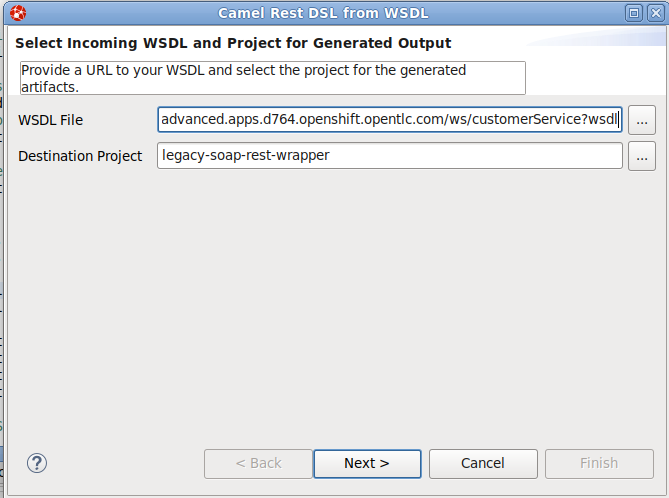 Camel Rest DSL from WSDL
Select Incoming WSDL and Project for Generated Output
Provide a URL to your WSDL and select the project for the generated
artifacts.
WSDL File advanced.apps.d764.openshift.opentlc.com/ws/customerService?wsdl ...
Destination Project legacy-soap-rest-wrapper ...
? < Back Next > Cancel Finish